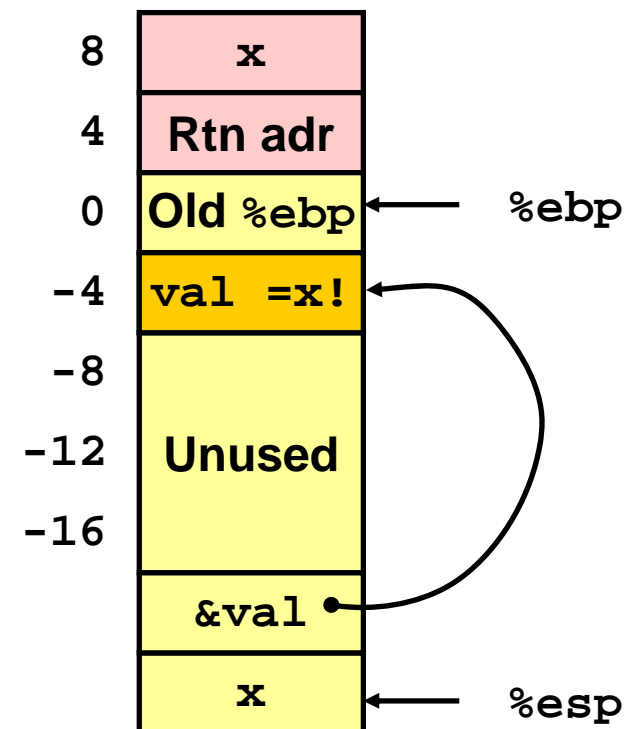 8 x
4 Rtn adr
0 Old %ebp %ebp
-4 val =x!
-8
-12 Unused
-16
&val
x %esp